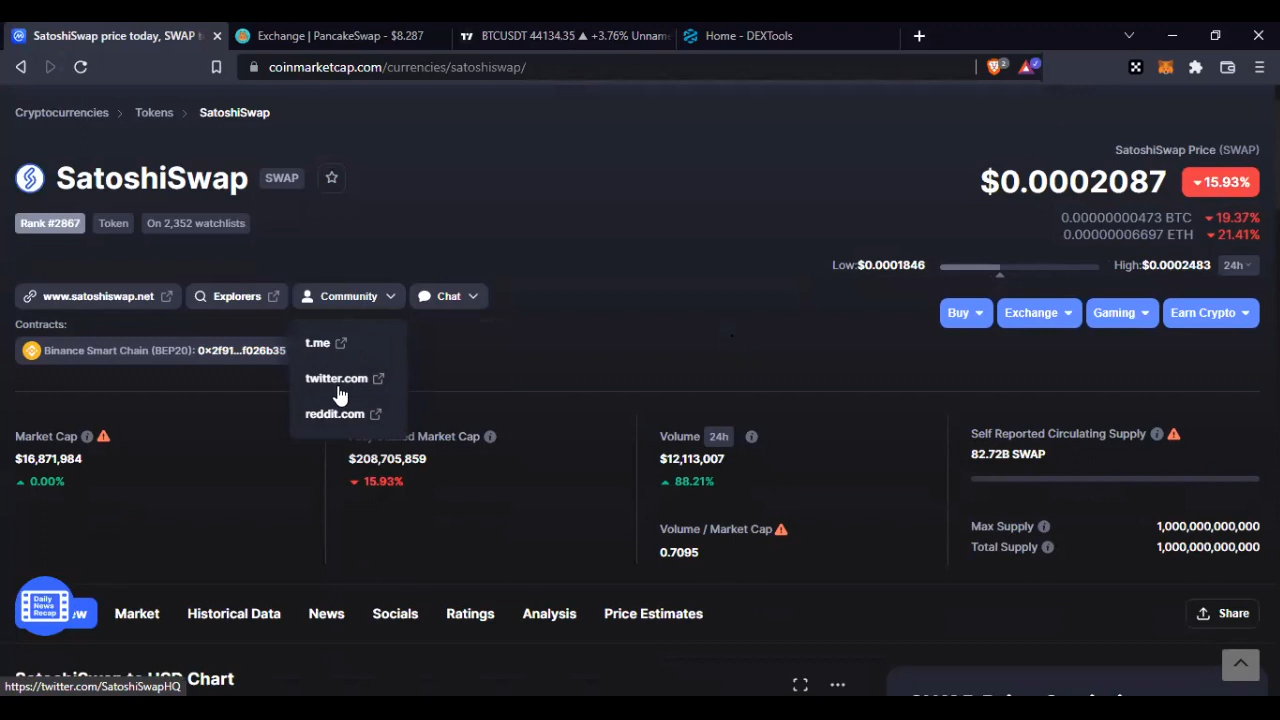 SatoshiSwap price today, SWAP
Exchange | PancakeSwap - $8.287
BTCUSDT 44134.35 ▲ +3.76% Unnam
Home - DEXTools
coinmarketcap.com/currencies/satoshiswap/
2
Cryptocurrencies > Tokens > SatoshiSwap
SatoshiSwap Price (SWAP)
SatoshiSwap SWAP
$0.0002087 15.93%
Rank #2867 Token On 2,352 watchlists
0.00000000473 BTC 19.37%
0.00000006697 ETH 21.41%
Low:$0.0001846 High:$0.0002483 24h
www.satoshiswap.net Explorers Community Chat
Buy Exchange Gaming Earn Crypto
Contracts:
Binance Smart Chain (BEP20): 0x2f91...f026b35
t.me
twitter.com
reddit.com
Market Cap
$16,871,984
0.00%
Market Cap
$208,705,859
15.93%
Volume 24h
$12,113,007
88.21%
Volume / Market Cap
0.7095
Self Reported Circulating Supply
82.72B SWAP
Max Supply 1,000,000,000,000
Total Supply 1,000,000,000,000
Daily
News
Recap
Market Historical Data News Socials Ratings Analysis Price Estimates
Share
SatoshiSwap to USD Chart
https://twitter.com/SatoshiSwapHQ